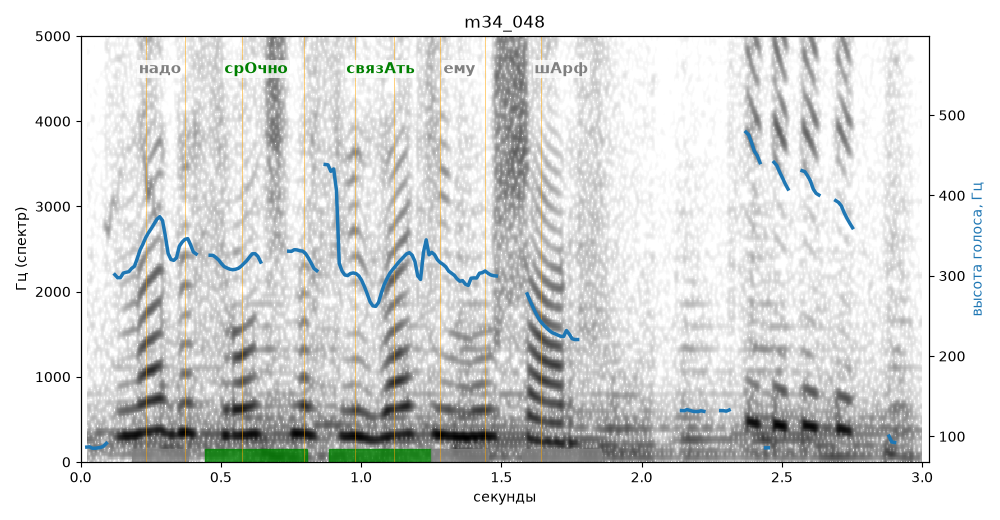 m34_048
надо срОчно связАть ему шАрф
5000
4000
3000
2000
1000
0
Гц (спектр)
500
400
300
200
100
высота голоса, Гц
0.0 0.5 1.0 1.5 2.0 2.5 3.0
секунды